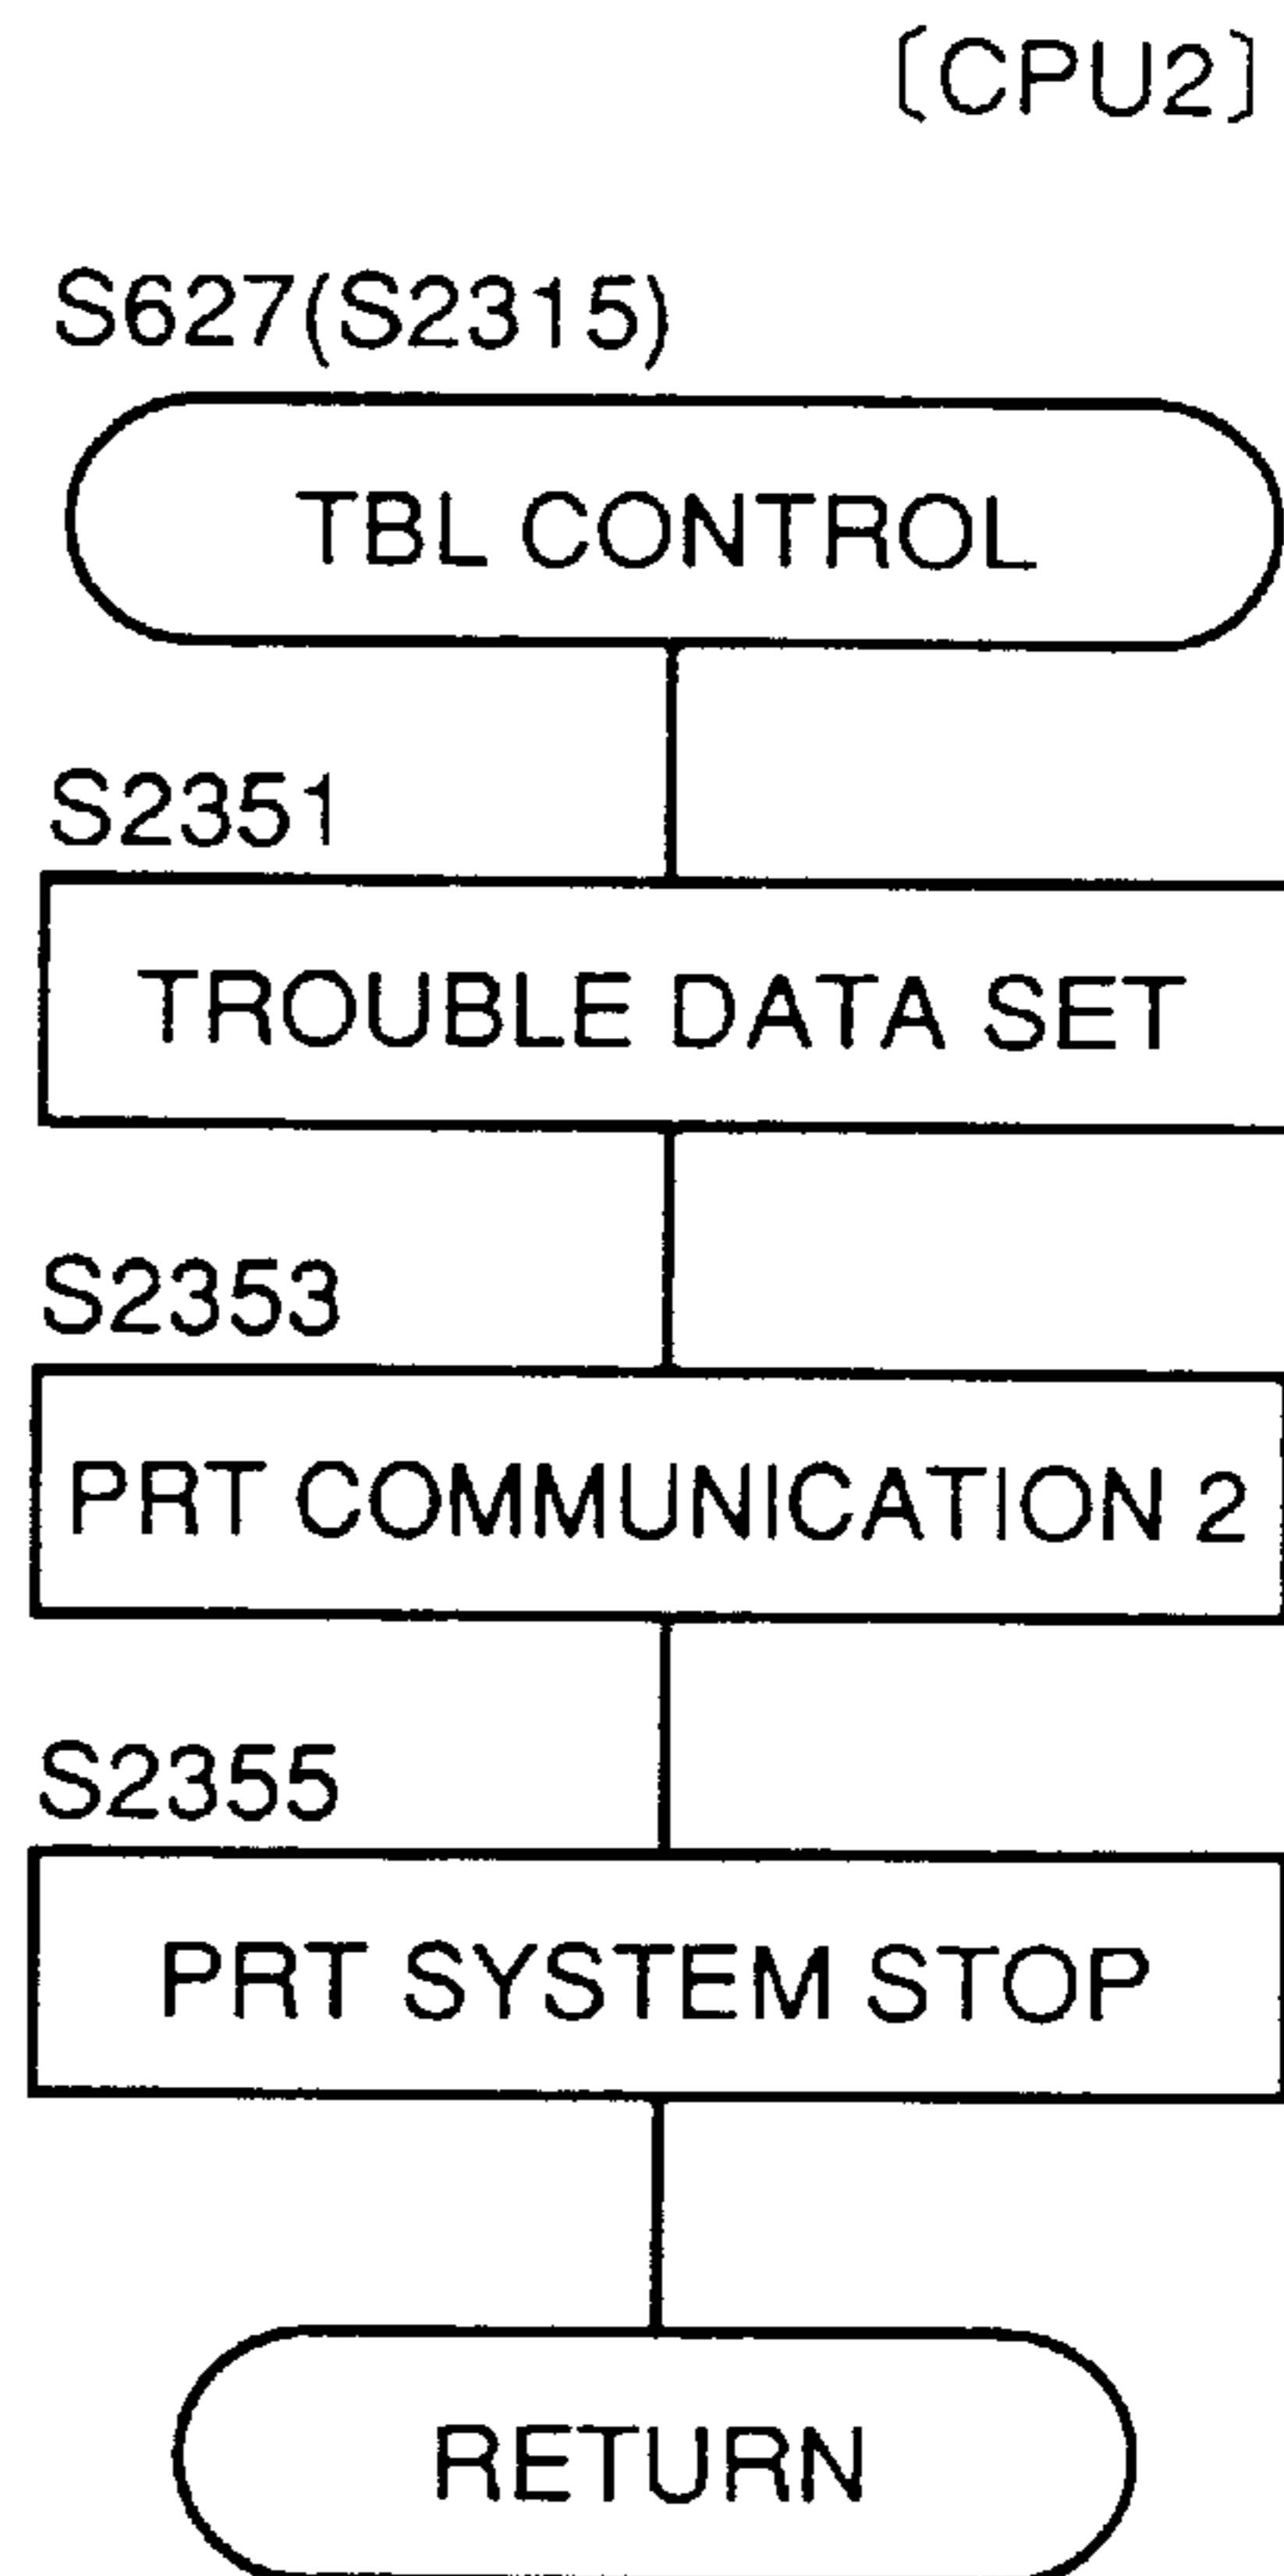 〔CPU2〕
S627(S2315)
TBL CONTROL
S2351
TROUBLE DATA SET
S2353
PRT COMMUNICATION 2
S2355
PRT SYSTEM STOP
RETURN